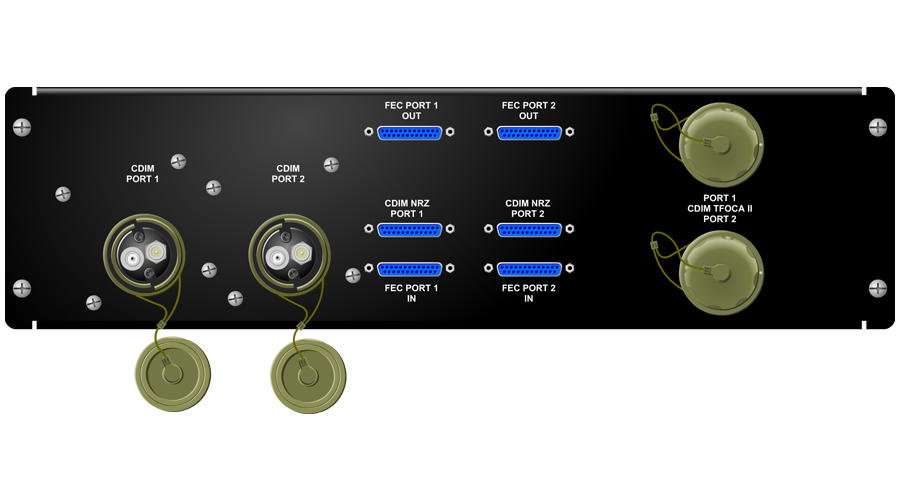 FEC PORT 1
OUT
FEC PORT 2
OUT
CDIM
PORT 1
CDIM
PORT 2
CDIM NRZ
PORT 1
CDIM NRZ
PORT 2
PORT 1
CDIM TFOCA II
PORT 2
FEC PORT 1
IN
FEC PORT 2
IN